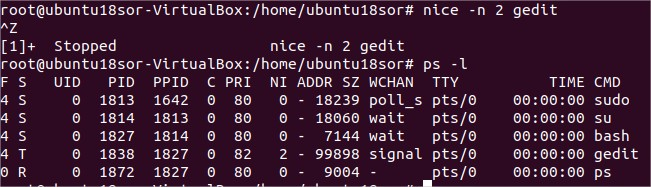 root@ubuntu18sor-VirtualBox:/home/ubuntu18sor# nice -n 2 gedit
^Z
[1]+  Stopped                 nice -n 2 gedit
root@ubuntu18sor-VirtualBox:/home/ubuntu18sor# ps -l
F S   UID   PID  PPID  C PRI  NI ADDR SZ WCHAN  TTY          TIME CMD
4 S     0  1813  1642  0  80   0 - 18239 poll_s pts/0    00:00:00 sudo
4 S     0  1814  1813  0  80   0 - 18060 wait   pts/0    00:00:00 su
4 S     0  1827  1814  0  80   0 -  7144 wait   pts/0    00:00:00 bash
4 T     0  1838  1827  0  82   2 - 99898 signal pts/0    00:00:00 gedit
0 R     0  1872  1827  0  80   0 -  9004 -      pts/0    00:00:00 ps